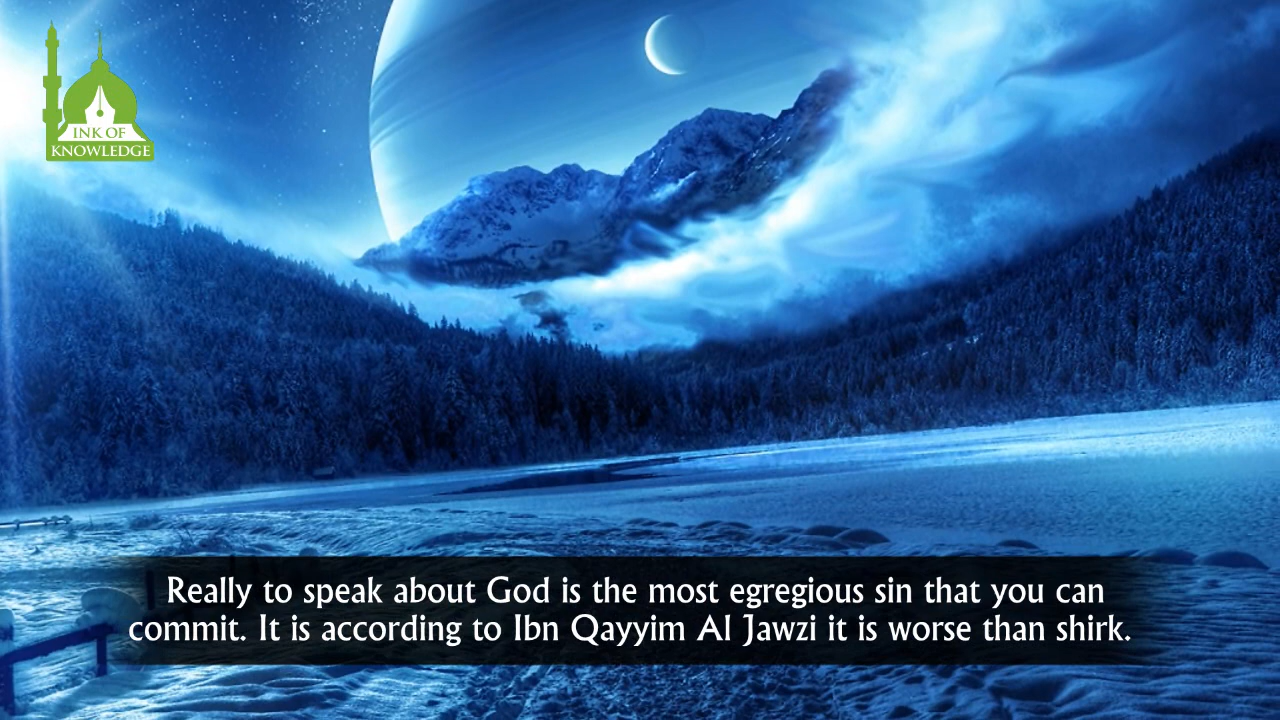 INK OF
KNOWLEDGE
Really to speak about God is the most egregious sin that you can
commit. It is according to Ibn Qayyim Al Jawzi it is worse than shirk.